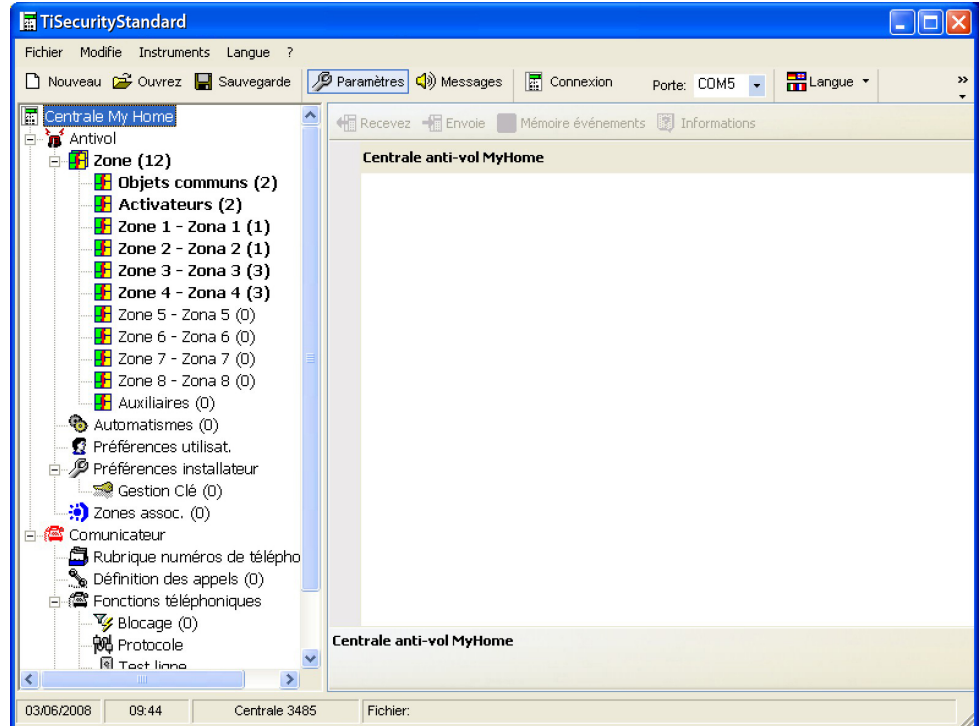 TiSecurityStandard
Fichier Modifie Instruments Langue ?
Nouveau Ouvrez Sauvegarde Paramètres Messages Connexion Porte: COM5 Langue »
Centrale My Home
Antivol
Zone (12)
Objets communs (2)
Activateurs (2)
Zone 1 - Zona 1 (1)
Zone 2 - Zona 2 (1)
Zone 3 - Zona 3 (3)
Zone 4 - Zona 4 (3)
Zone 5 - Zona 5 (0)
Zone 6 - Zona 6 (0)
Zone 7 - Zona 7 (0)
Zone 8 - Zona 8 (0)
Auxiliaires (0)
Automatismes (0)
Préférences utilisat.
Préférences installateur
Gestion Clé (0)
Zones assoc. (0)
Comunicateur
Rubrique numéros de télépho
Définition des appels (0)
Fonctions téléphoniques
Blocage (0)
Protocole
Test ligne
Recevez Envoie Mémoire événements Informations
Centrale anti-vol MyHome
Centrale anti-vol MyHome
03/06/2008 09:44 Centrale 3485 Fichier: